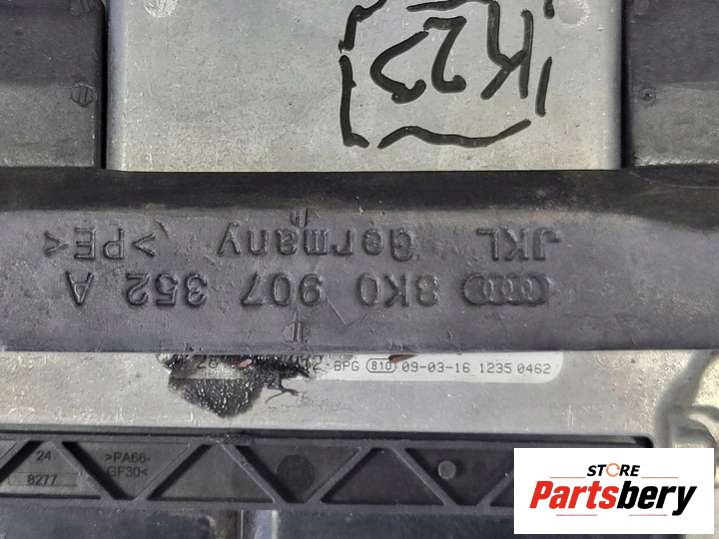 K23
JKL Germany >PE<
8K0 907 352 A
BPG 810 09-03-16 1235 0462
24
8277
>PA66-
GF30<
STORE
Partsbery